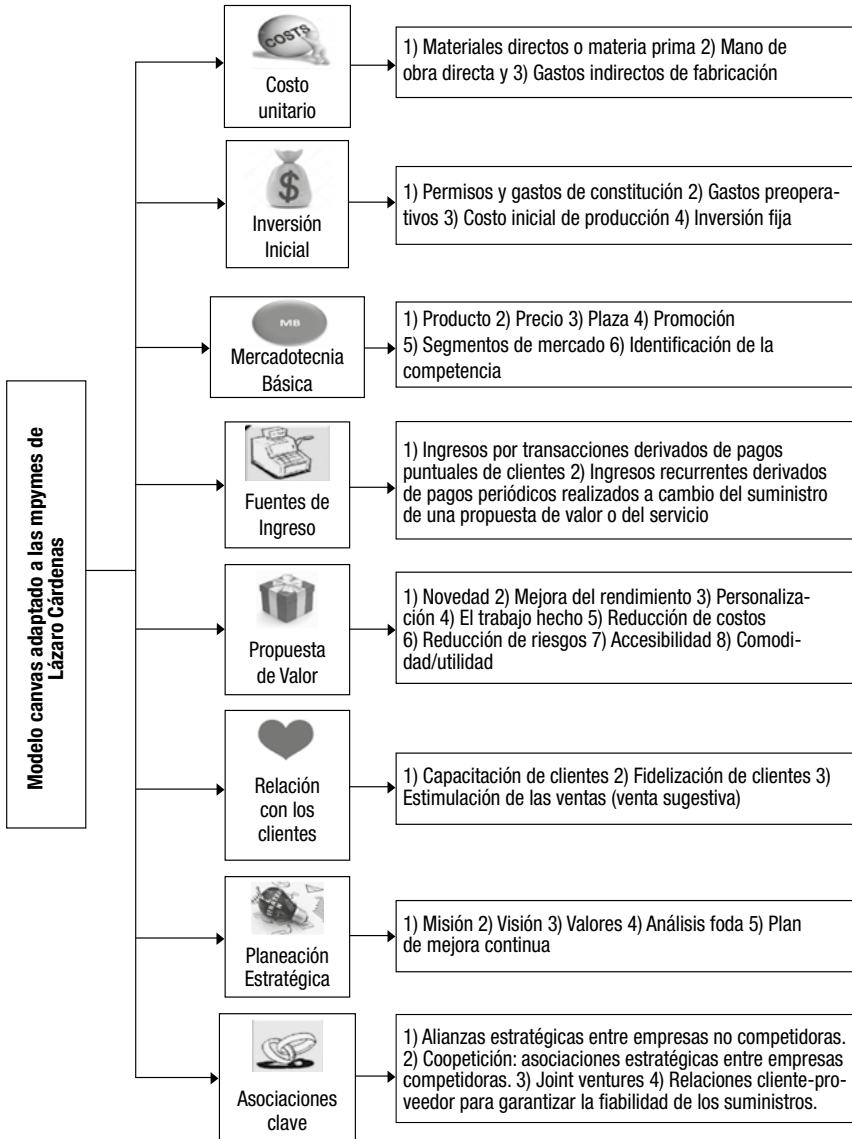 Modelo canvas adaptado a las mpymes de
Lázaro Cárdenas
COSTS
Costo
unitario
1) Materiales directos o materia prima 2) Mano de
obra directa y 3) Gastos indirectos de fabricación
$
Inversión
Inicial
1) Permisos y gastos de constitución 2) Gastos preopera-
tivos 3) Costo inicial de producción 4) Inversión fija
MB
Mercadotecnia
Básica
1) Producto 2) Precio 3) Plaza 4) Promoción
5) Segmentos de mercado 6) Identificación de la
competencia
Fuentes de
Ingreso
1) Ingresos por transacciones derivados de pagos
puntuales de clientes 2) Ingresos recurrentes derivados
de pagos periódicos realizados a cambio del suministro
de una propuesta de valor o del servicio
Propuesta
de Valor
1) Novedad 2) Mejora del rendimiento 3) Personaliza-
ción 4) El trabajo hecho 5) Reducción de costos
6) Reducción de riesgos 7) Accesibilidad 8) Comodi-
dad/utilidad
Relación
con los
clientes
1) Capacitación de clientes 2) Fidelización de clientes 3)
Estimulación de las ventas (venta sugestiva)
Planeación
Estratégica
1) Misión 2) Visión 3) Valores 4) Análisis foda 5) Plan
de mejora continua
Asociaciones
clave
1) Alianzas estratégicas entre empresas no competidoras.
2) Coopetición: asociaciones estratégicas entre empresas
competidoras. 3) Joint ventures 4) Relaciones cliente-pro-
veedor para garantizar la fiabilidad de los suministros.